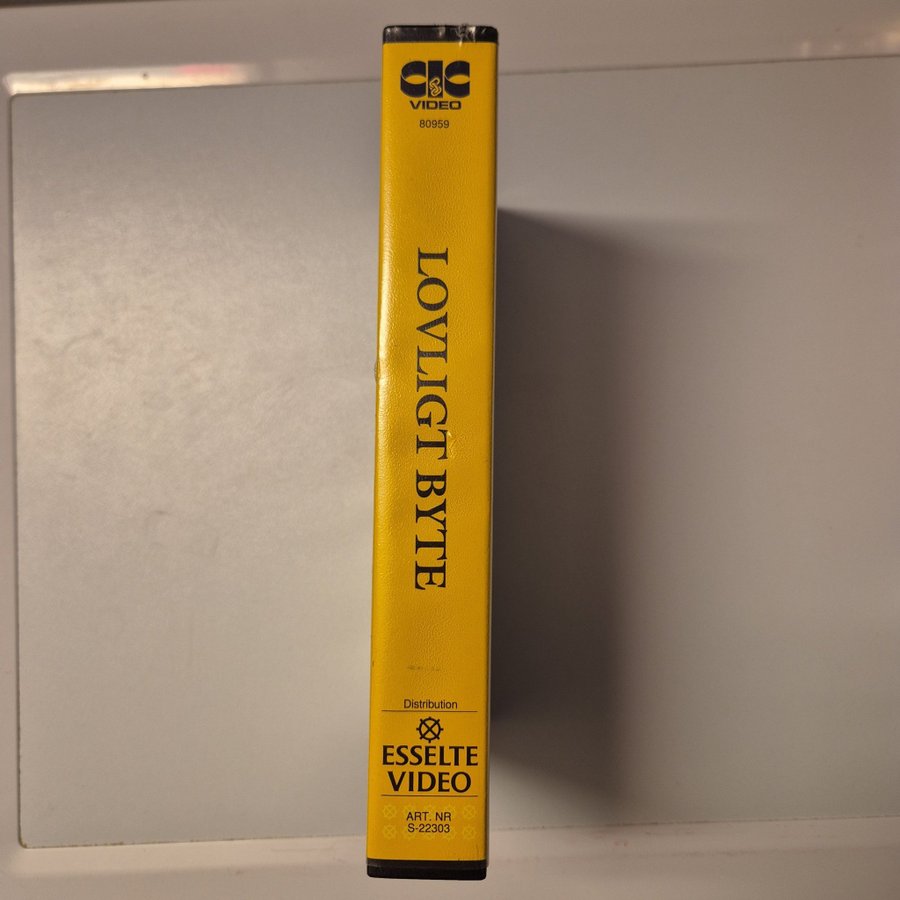 CIC
VIDEO
80959
LOVLIGT BYTE
Distribution
ESSELTE
VIDEO
ART. NR
S-22303